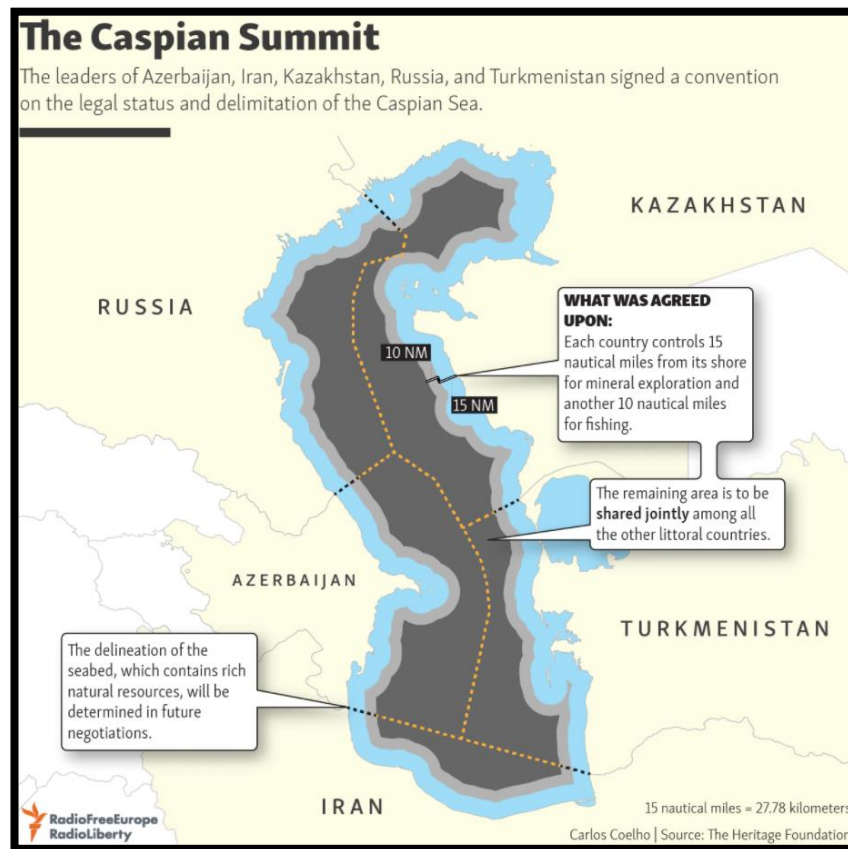 The Caspian Summit
The leaders of Azerbaijan, Iran, Kazakhstan, Russia, and Turkmenistan signed a convention
on the legal status and delimitation of the Caspian Sea.
KAZAKHSTAN
RUSSIA
WHAT WAS AGREED
UPON:
Each country controls 15
nautical miles from its shore
for mineral exploration and
another 10 nautical miles
for fishing.
10 NM
15 NM
The remaining area is to be
shared jointly among all
the other littoral countries.
AZERBAIJAN
TURKMENISTAN
The delineation of the
seabed, which contains rich
natural resources, will be
determined in future
negotiations.
IRAN
15 nautical miles = 27.78 kilometers
RadioFreeEurope
RadioLiberty
Carlos Coelho | Source: The Heritage Foundation